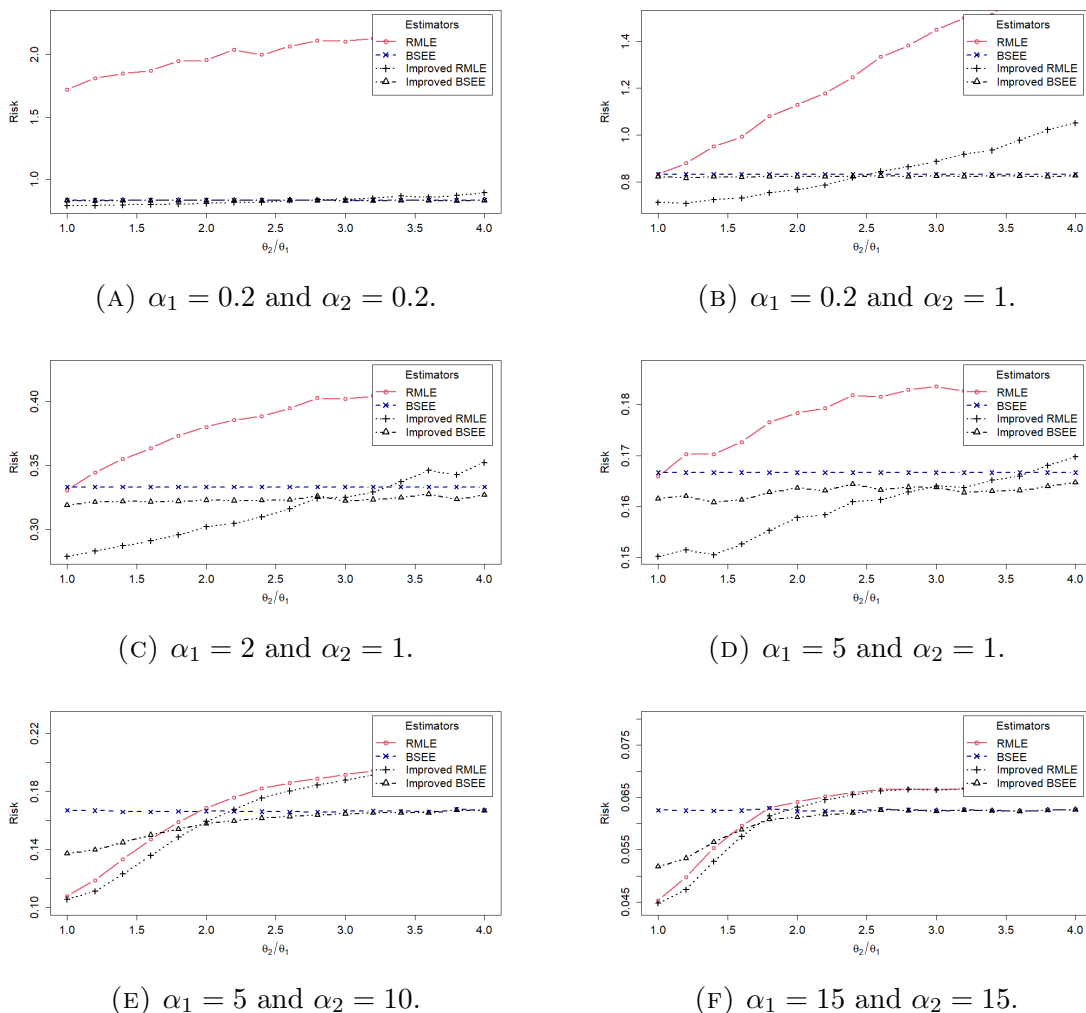 Estimators
RMLE
BSEE
Improved RMLE
Improved BSEE
Risk
1.0 1.5 2.0
1.0 1.5 2.0 2.5 3.0 3.5 4.0
θ₂/θ₁
(A) α₁ = 0.2 and α₂ = 0.2.
Estimators
RMLE
BSEE
Improved RMLE
Improved BSEE
Risk
0.8 1.0 1.2 1.4
1.0 1.5 2.0 2.5 3.0 3.5 4.0
θ₂/θ₁
(B) α₁ = 0.2 and α₂ = 1.
Estimators
RMLE
BSEE
Improved RMLE
Improved BSEE
Risk
0.30 0.35 0.40
1.0 1.5 2.0 2.5 3.0 3.5 4.0
θ₂/θ₁
(C) α₁ = 2 and α₂ = 1.
Estimators
RMLE
BSEE
Improved RMLE
Improved BSEE
Risk
0.15 0.16 0.17 0.18
1.0 1.5 2.0 2.5 3.0 3.5 4.0
θ₂/θ₁
(D) α₁ = 5 and α₂ = 1.
Estimators
RMLE
BSEE
Improved RMLE
Improved BSEE
Risk
0.10 0.14 0.18 0.22
1.0 1.5 2.0 2.5 3.0 3.5 4.0
θ₂/θ₁
(E) α₁ = 5 and α₂ = 10.
Estimators
RMLE
BSEE
Improved RMLE
Improved BSEE
Risk
0.045 0.055 0.065 0.075
1.0 1.5 2.0 2.5 3.0 3.5 4.0
θ₂/θ₁
(F) α₁ = 15 and α₂ = 15.